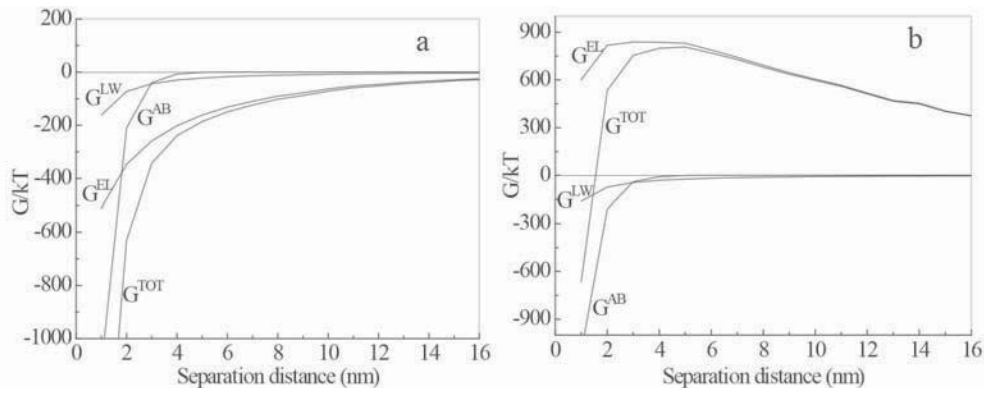 a
200
0
-200
-400
-600
-800
-1000
G/kT
G^LW
G^AB
G^EL
G^TOT
0 2 4 6 8 10 12 14 16
Separation distance (nm)
b
900
600
300
0
-300
-600
-900
G/kT
G^EL
G^TOT
G^LW
G^AB
0 2 4 6 8 10 12 14 16
Separation distance (nm)